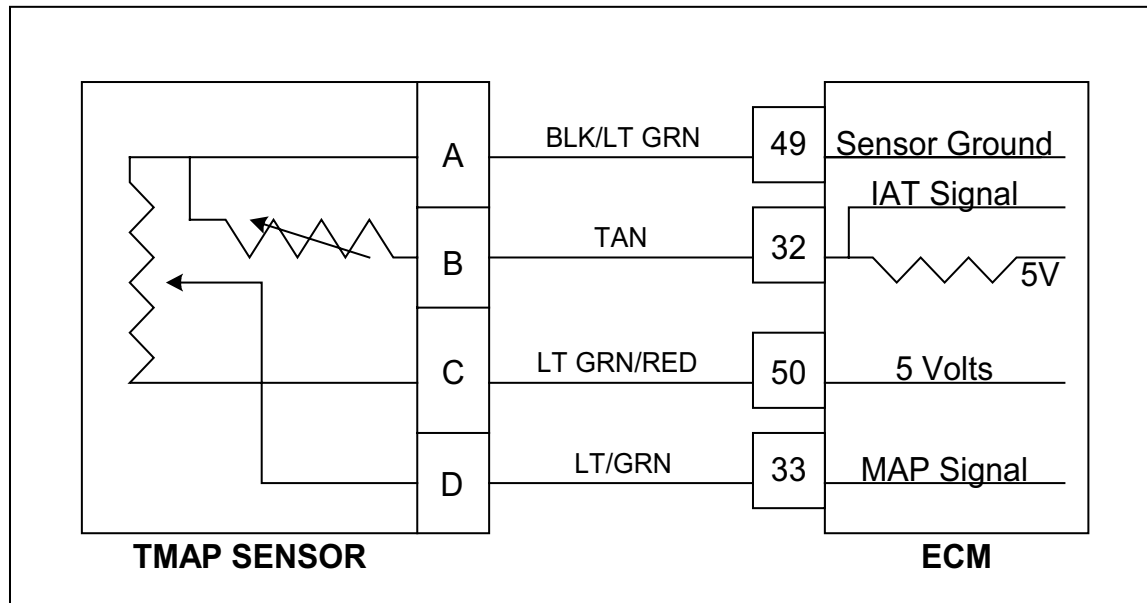 A
BLK/LT GRN
49
Sensor Ground
IAT Signal
B
TAN
32
5V
C
LT GRN/RED
50
5 Volts
D
LT/GRN
33
MAP Signal
TMAP SENSOR
ECM